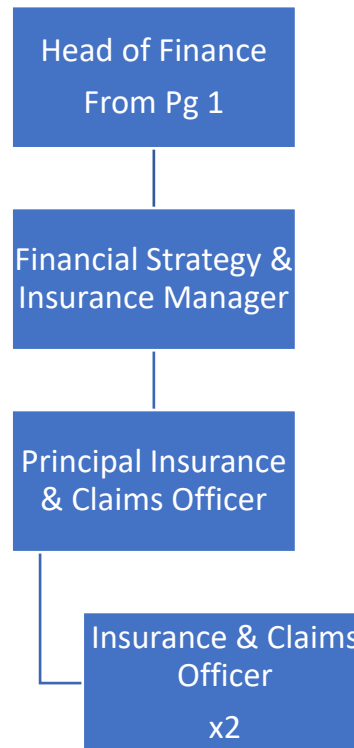 Head of Finance
From Pg 1
Financial Strategy &
Insurance Manager
Principal Insurance
& Claims Officer
Insurance & Claims
Officer
x2